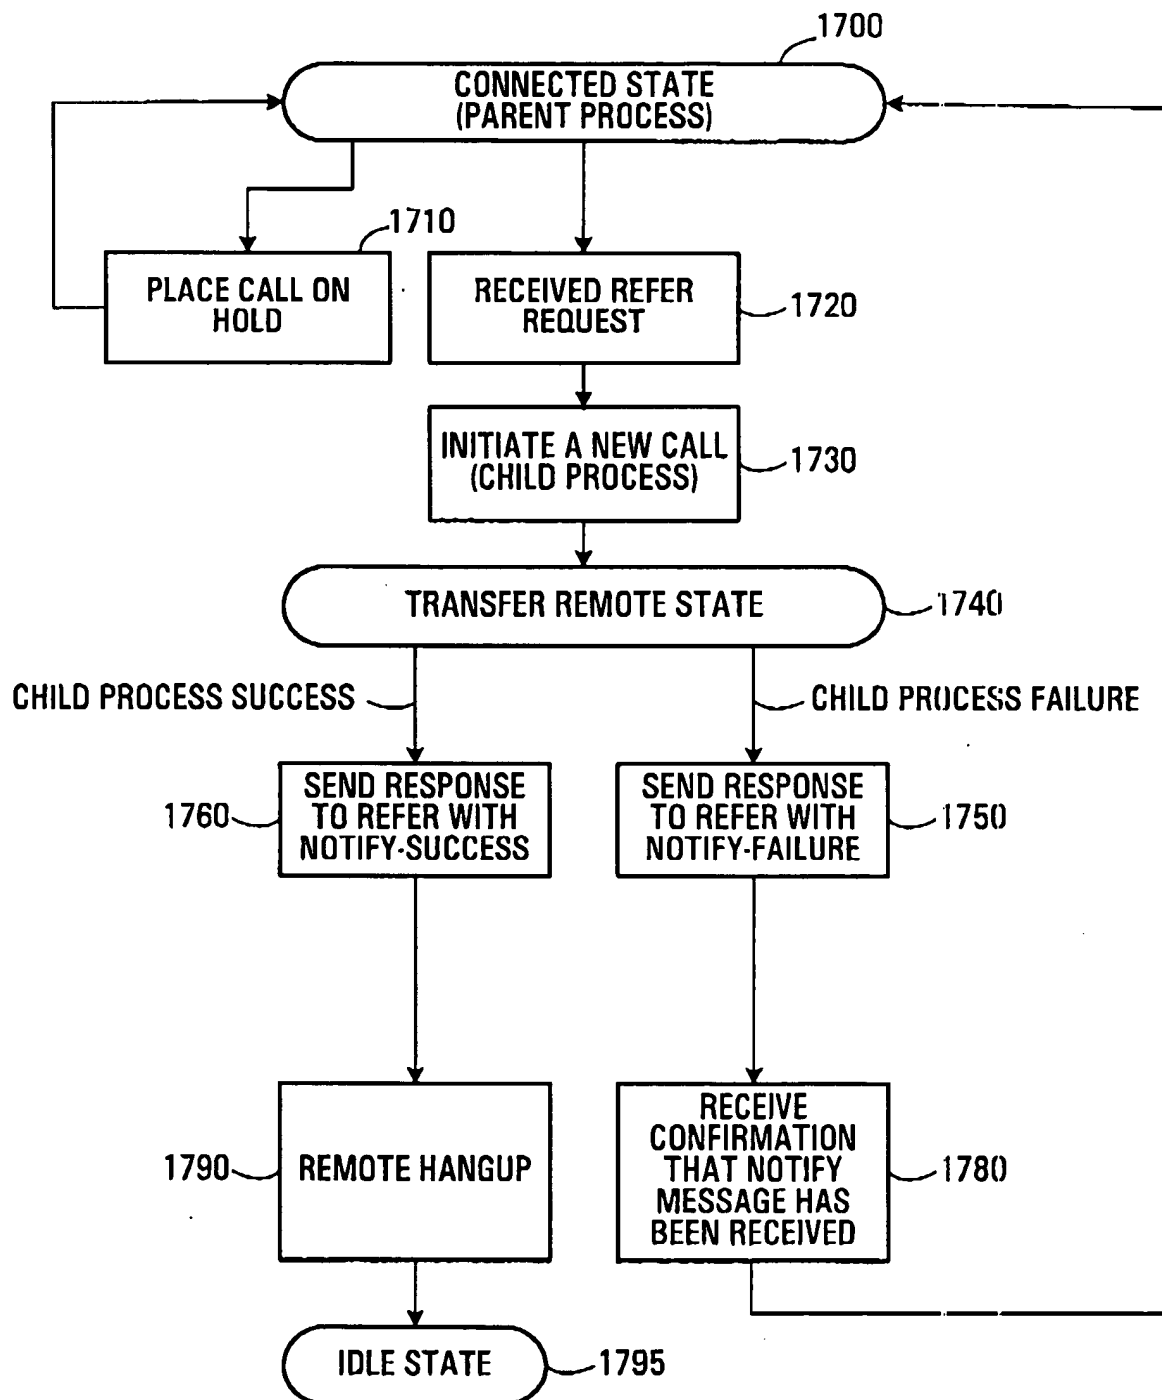 1700
CONNECTED STATE
(PARENT PROCESS)
1710
PLACE CALL ON
HOLD
RECEIVED REFER
REQUEST
1720
INITIATE A NEW CALL
(CHILD PROCESS)
1730
TRANSFER REMOTE STATE
1740
CHILD PROCESS SUCCESS
CHILD PROCESS FAILURE
1760
SEND RESPONSE
TO REFER WITH
NOTIFY-SUCCESS
SEND RESPONSE
TO REFER WITH
NOTIFY-FAILURE
1750
1790
REMOTE HANGUP
RECEIVE
CONFIRMATION
THAT NOTIFY
MESSAGE HAS
BEEN RECEIVED
1780
IDLE STATE
1795